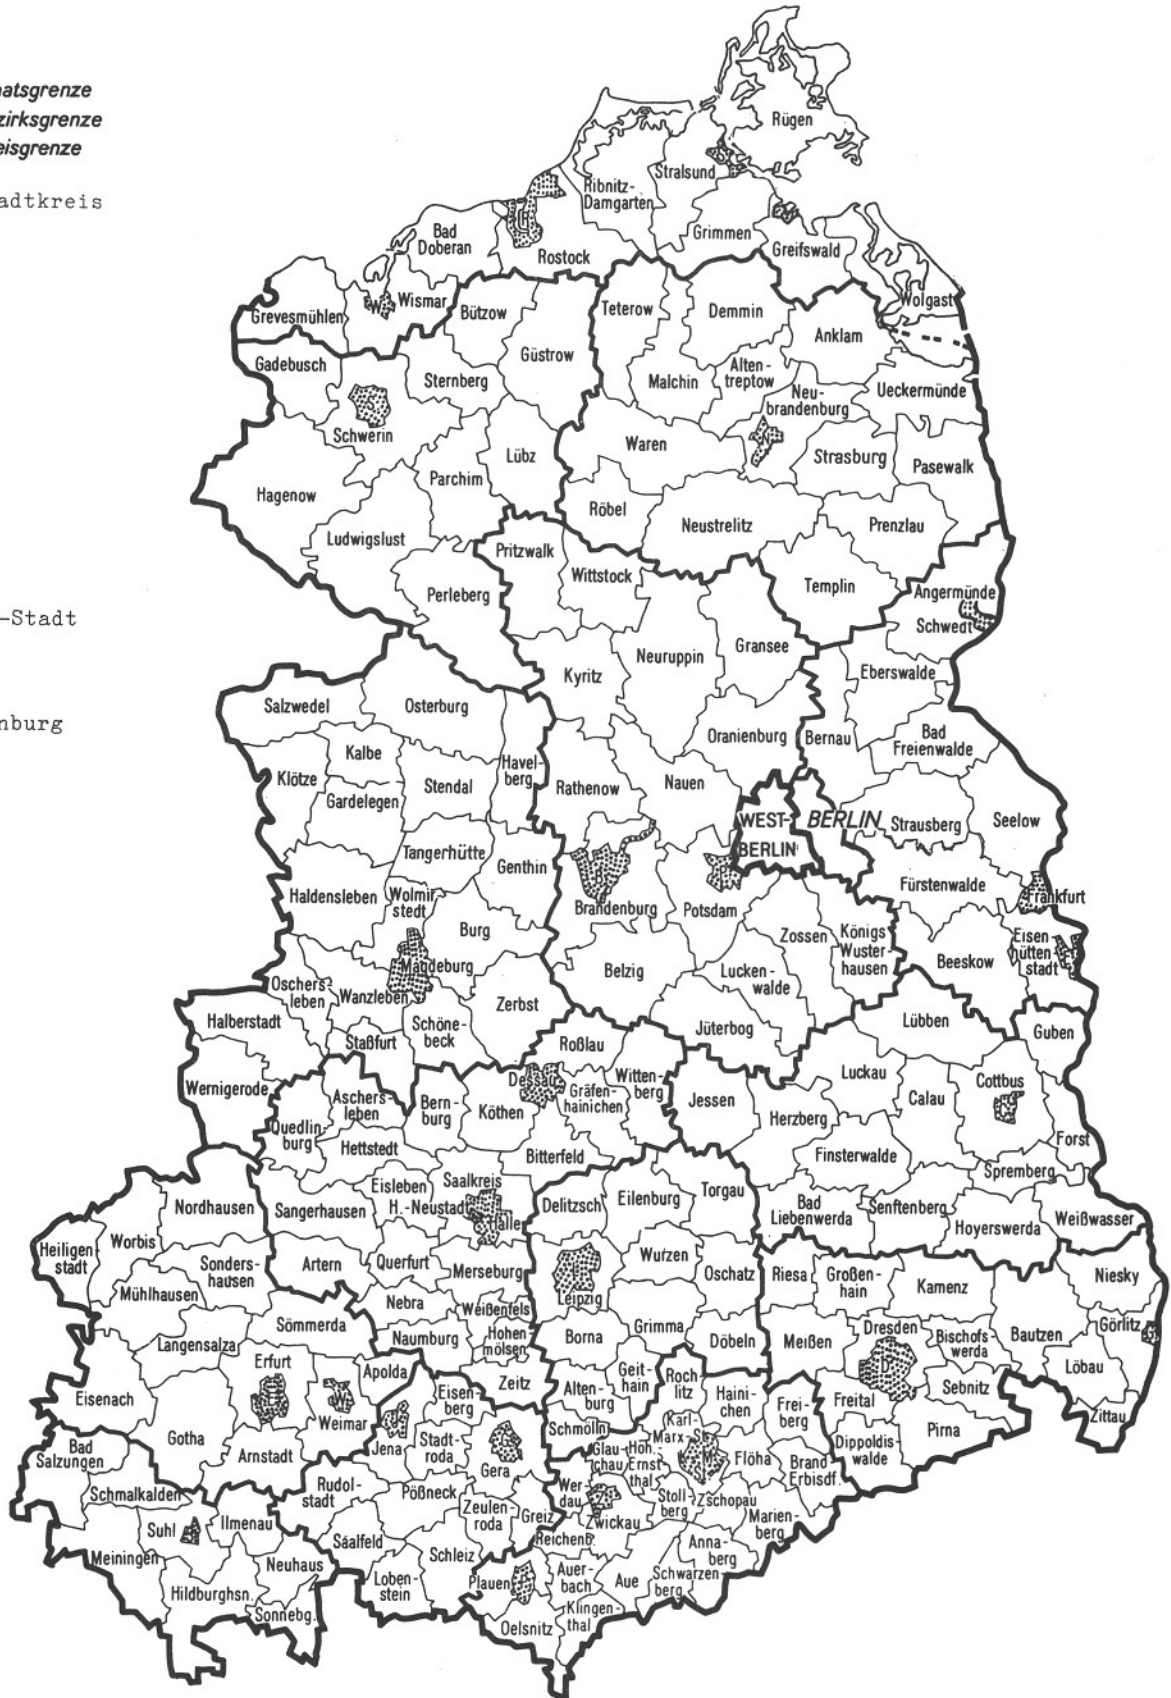 atsgrenze
zirksgrenze
eisgrenze
adtkreis
-Stadt
nburg
Rügen
Stralsund
S
Ribnitz-
Damgarten
Grimmen
Greifswald
Bad
Doberan
Rostock
Wolgast
Grevesmühlen
W
Wismar
Bützow
Teterow
Demmin
Anklam
Güstrow
Gadebusch
Sternberg
Malchin
Alten-
treptow
Neu-
brandenburg
Ueckermünde
S
Schwerin
Lübz
Waren
N
Strasburg
Pasewalk
Parchim
Hagenow
Röbel
Neustrelitz
Prenzlau
Ludwigslust
Pritzwalk
Wittstock
Templin
Angermünde
Schwedt
Perleberg
Kyritz
Neuruppin
Gransee
Eberswalde
Salzwedel
Osterburg
Oranienburg
Bernau
Bad
Freienwalde
Kalbe
Klötze
Stendal
Havel-
berg
Rathenow
Nauen
Gardelegen
WEST-
BERLIN
BERLIN
Strausberg
Seelow
Tangerhütte
Genthin
B
Brandenburg
Potsdam
Fürstenwalde
Frankfurt
Haldensleben
Wolmir
stedt
Burg
Zossen
Königs
Wuster-
hausen
Beeskow
Eisen-
hütten-
stadt
E
Magdeburg
Belzig
Lucken-
walde
Oschers-
leben
Wanzleben
Zerbst
Halberstadt
Staßfurt
Schöne-
beck
Jüterbog
Lübben
Guben
Roßlau
Wernigerode
Aschers-
leben
Bern-
burg
Köthen
Dessau
Gräfen-
hainichen
Witten-
berg
Jessen
Luckau
Calau
Cottbus
C
Herzberg
Quedlin
burg
Hettstedt
Bitterfeld
Finsterwalde
Forst
Spremberg
Eisleben
Saalkreis
H.-Neustadt
Halle
Delitzsch
Eilenburg
Torgau
Bad
Liebenwerda
Senftenberg
Hoyerswerda
Weißwasser
Nordhausen
Sangerhausen
Heiligen-
stadt
Worbis
Sonders-
hausen
Artern
Querfurt
Merseburg
L
Leipzig
Wurzen
Oschatz
Riesa
Großen-
hain
Kamenz
Niesky
Mühlhausen
Nebra
Weißenfels
Sömmerda
Langensalza
Naumburg
Hohen-
mölsen
Borna
Grimma
Döbeln
Meißen
Dresden
D
Bischofs-
werda
Bautzen
Görlitz
Löbau
Erfurt
E
Apolda
Zeitz
Geit-
hain
Roch
litz
Eisenach
W
Weimar
Eisen-
berg
Alten-
burg
Haini-
chen
Frei-
berg
Freital
Sebnitz
Zittau
Gotha
Arnstadt
Jena
Stadt-
roda
G
Gera
Schmölln
Karl-
Marx-St.
Pirna
Dippoldis
walde
Bad
Salzungen
Glau-
chau
Hoh.-
Ernst
thal
Flöha
Brand
Erbisdf.
Schmalkalden
Rudol-
stadt
Pößneck
Zeulen-
roda
Greiz
Wer-
dau
Z
Zwickau
Stoll-
berg
Zschopau
Marien-
berg
Suhl
Ilmenau
Saalfeld
Reichenb.
Meiningen
Neuhaus
Schleiz
Anna-
berg
Loben-
stein
Plauen
P
Auer-
bach
Aue
Schwarzen
berg
Hildburghsn.
Sonnebg.
Oelsnitz
Klingen-
thal